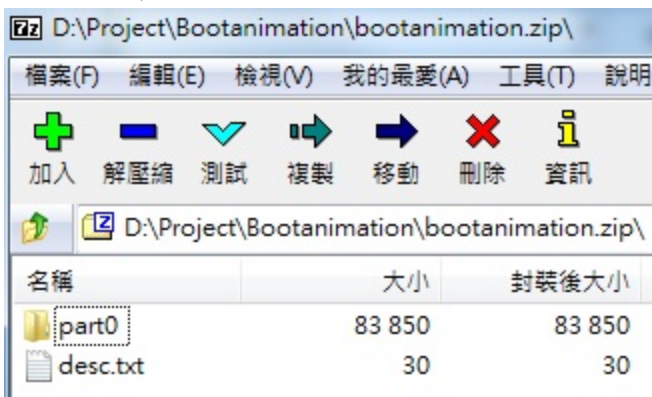 D:\Project\Bootanimation\bootanimation.zip\
檔案(F) 編輯(E) 檢視(V) 我的最愛(A) 工具(T) 說明
加入 解壓縮 測試 複製 移動 刪除 資訊
D:\Project\Bootanimation\bootanimation.zip\
名稱 大小 封裝後大小
part0 83 850 83 850
desc.txt 30 30